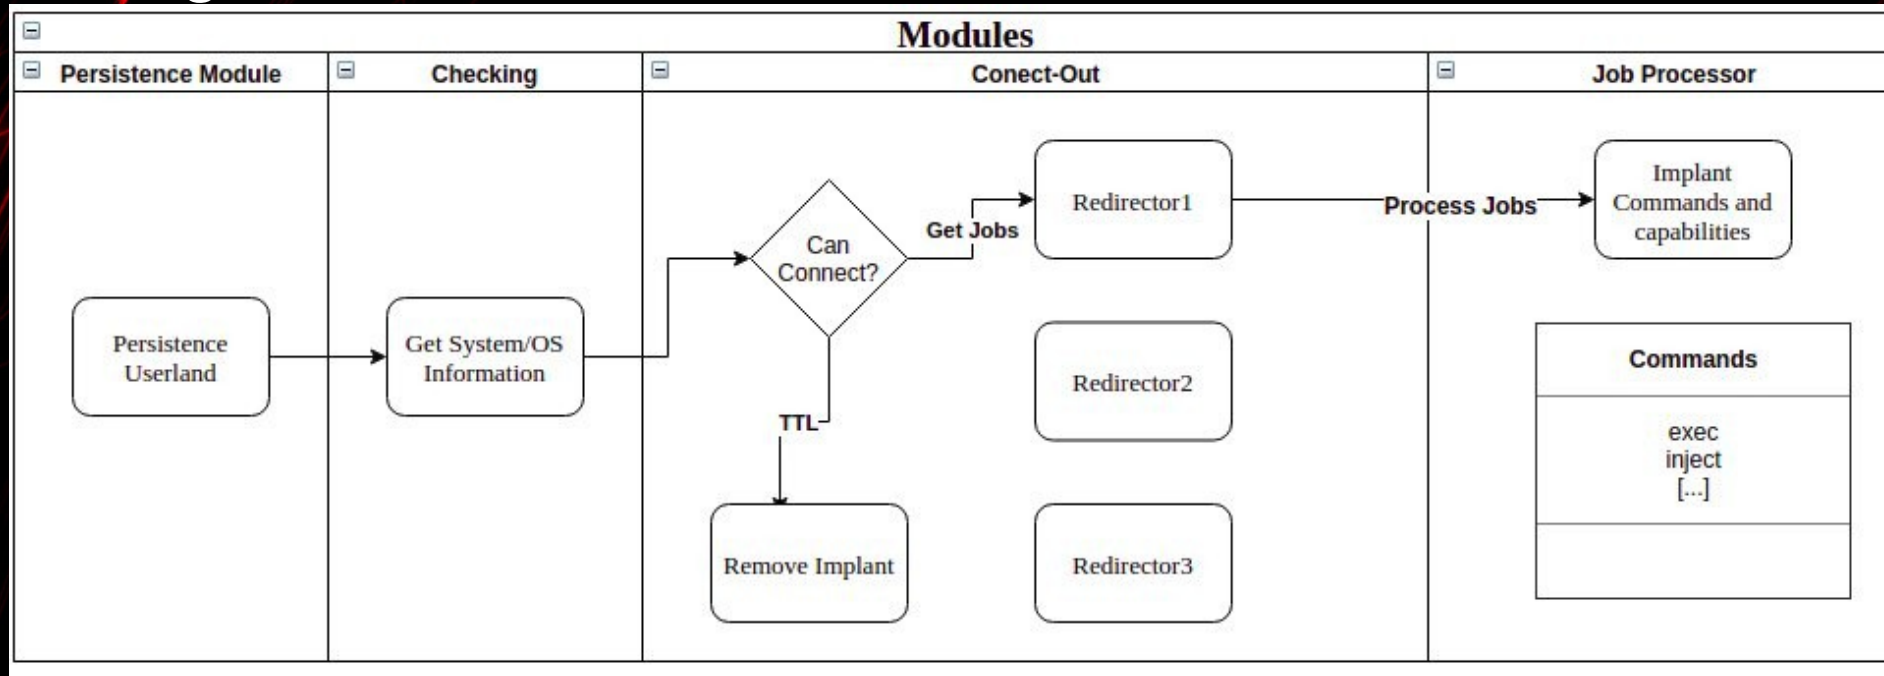 Modules
Persistence Module
Checking
Conect-Out
Job Processor
Persistence
Userland
Get System/OS
Information
Can
Connect?
Get Jobs
TTL
Remove Implant
Redirector1
Redirector2
Redirector3
Process Jobs
Implant
Commands and
capabilities
Commands
exec
inject
[...]